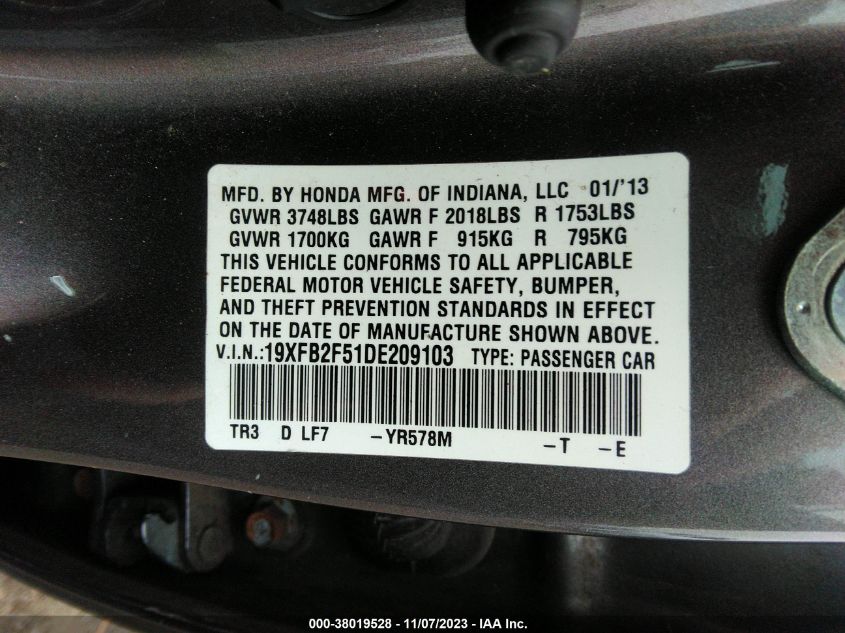 MFD. BY HONDA MFG. OF INDIANA, LLC 01/'13
GVWR 3748LBS GAWR F 2018LBS R 1753LBS
GVWR 1700KG GAWR F 915KG R 795KG
THIS VEHICLE CONFORMS TO ALL APPLICABLE
FEDERAL MOTOR VEHICLE SAFETY, BUMPER,
AND THEFT PREVENTION STANDARDS IN EFFECT
ON THE DATE OF MANUFACTURE SHOWN ABOVE.
V.I.N.:19XFB2F51DE209103 TYPE: PASSENGER CAR
TR3 D LF7 -YR578M -T -E
000-38019528 - 11/07/2023 - IAA Inc.